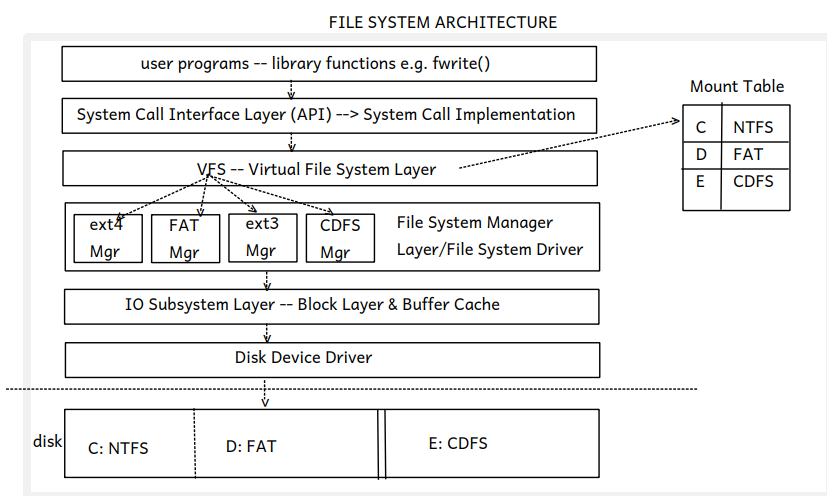 FILE SYSTEM ARCHITECTURE
user programs -- library functions e.g. fwrite()
System Call Interface Layer (API) --> System Call Implementation
VFS -- Virtual File System Layer
Mount Table
C NTFS
D FAT
E CDFS
ext4 Mgr
FAT Mgr
ext3 Mgr
CDFS Mgr
File System Manager
Layer/File System Driver
IO Subsystem Layer -- Block Layer & Buffer Cache
Disk Device Driver
disk
C: NTFS
D: FAT
E: CDFS